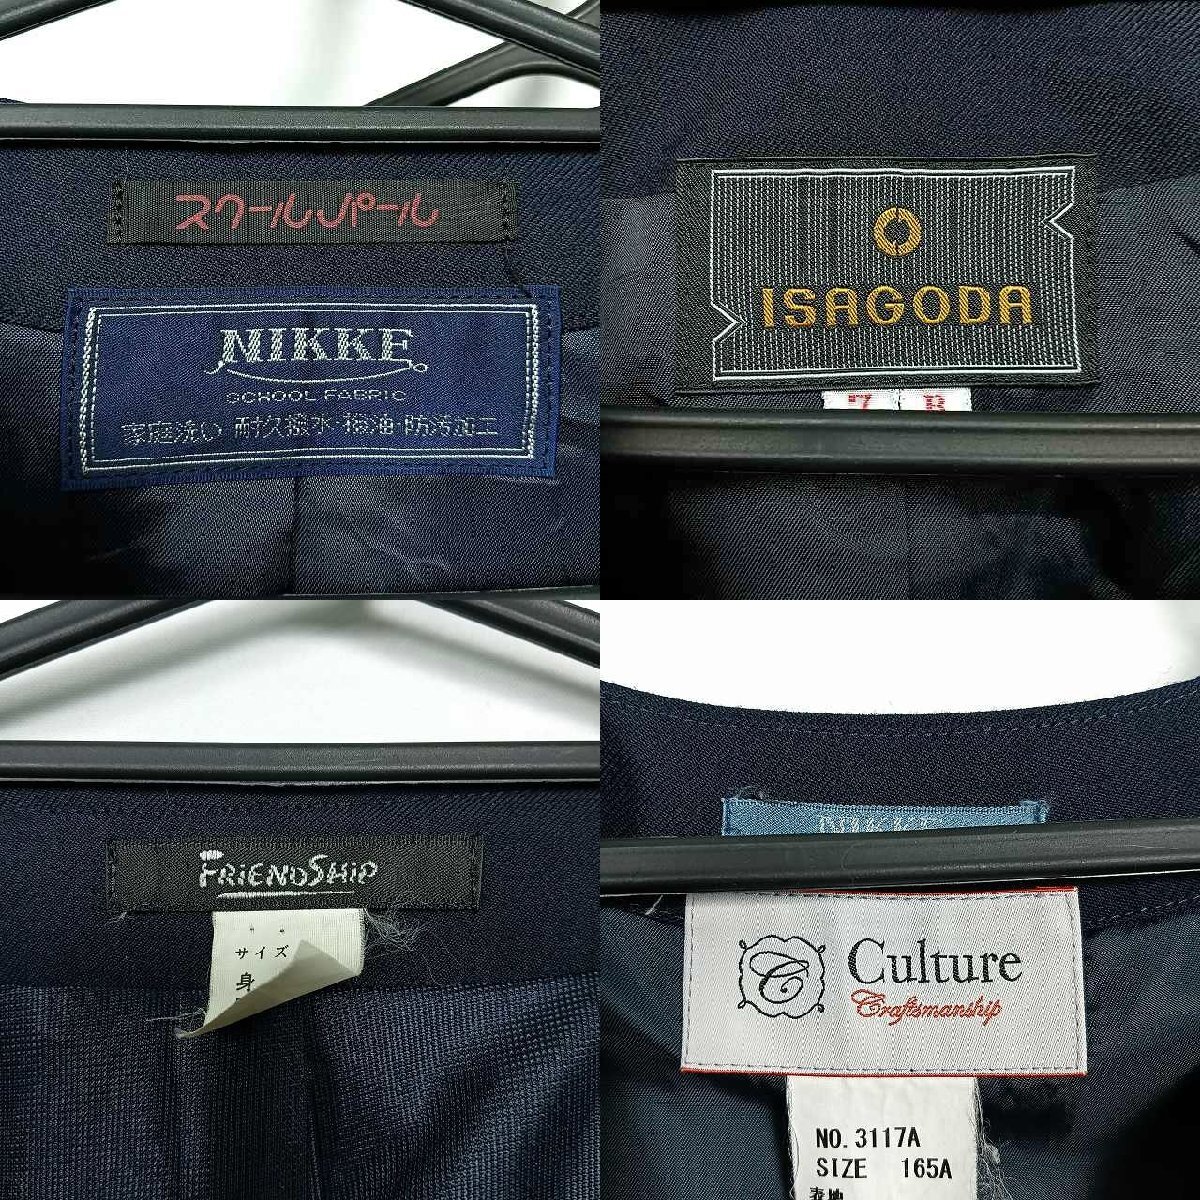 スクールパール
NIKKE
SCHOOL FABRIC
家庭洗い 耐久撥水・撥油・防汚加工
ISAGODA
7 B
FRIENDSHIP
サイズ
身
Culture
Craftsmanship
NO. 3117A
SIZE 165A
表地